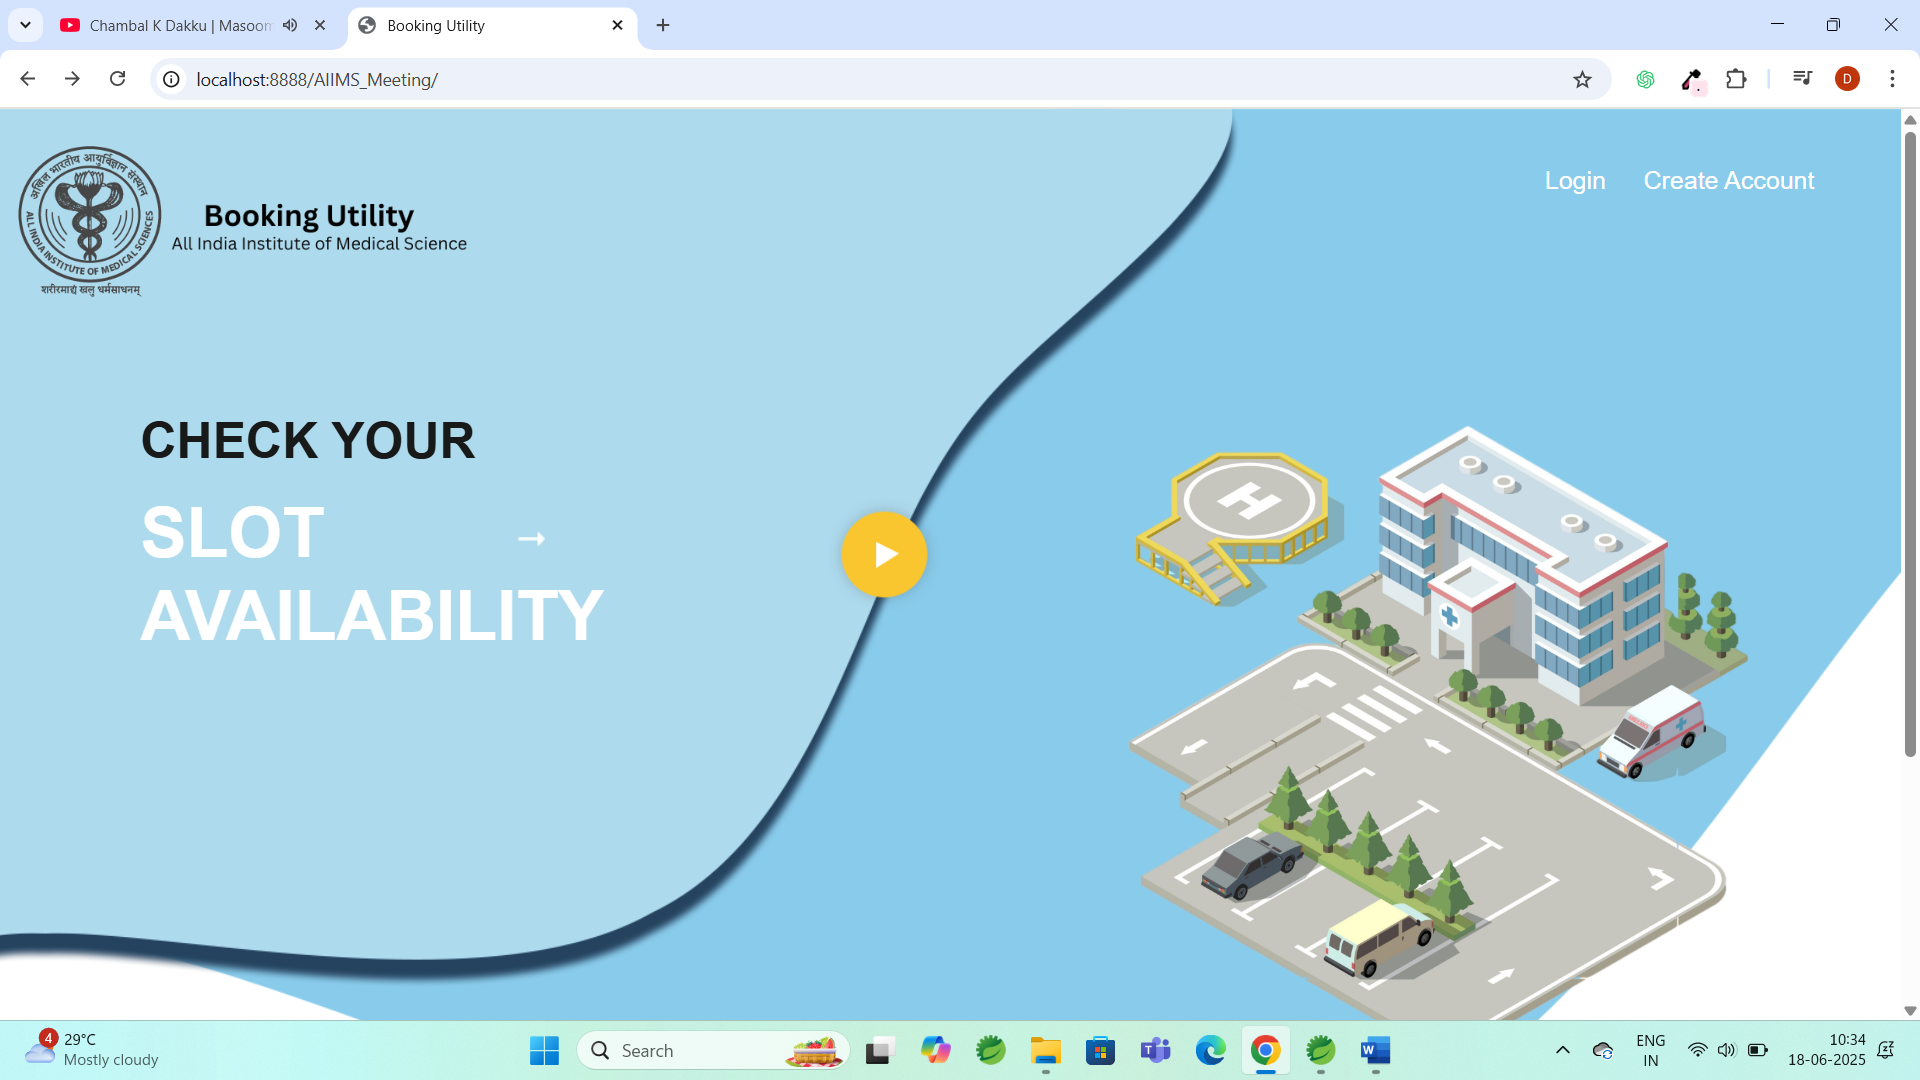 Chambal K Dakku | Masoom
Booking Utility
localhost:8888/AIIMS_Meeting/
D
अखिल भारतीय आयुर्विज्ञान संस्थान
ALL INDIA INSTITUTE OF MEDICAL SCIENCES
शरीरमाद्यं खलु धर्मसाधनम्
Booking Utility
All India Institute of Medical Science
Login Create Account
CHECK YOUR
SLOT →
AVAILABILITY
H
4
29°C
Mostly cloudy
Search
ENG
IN
10:34
18-06-2025